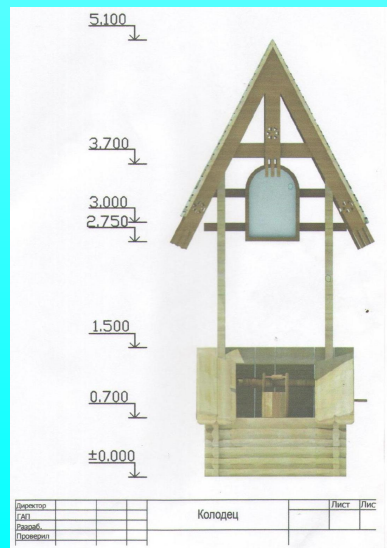 5,100
3,700
3,000
2,750
1,500
0,700
±0,000
Директор
ГАП
Разраб.
Проверил
Колодец
Лист
Лис